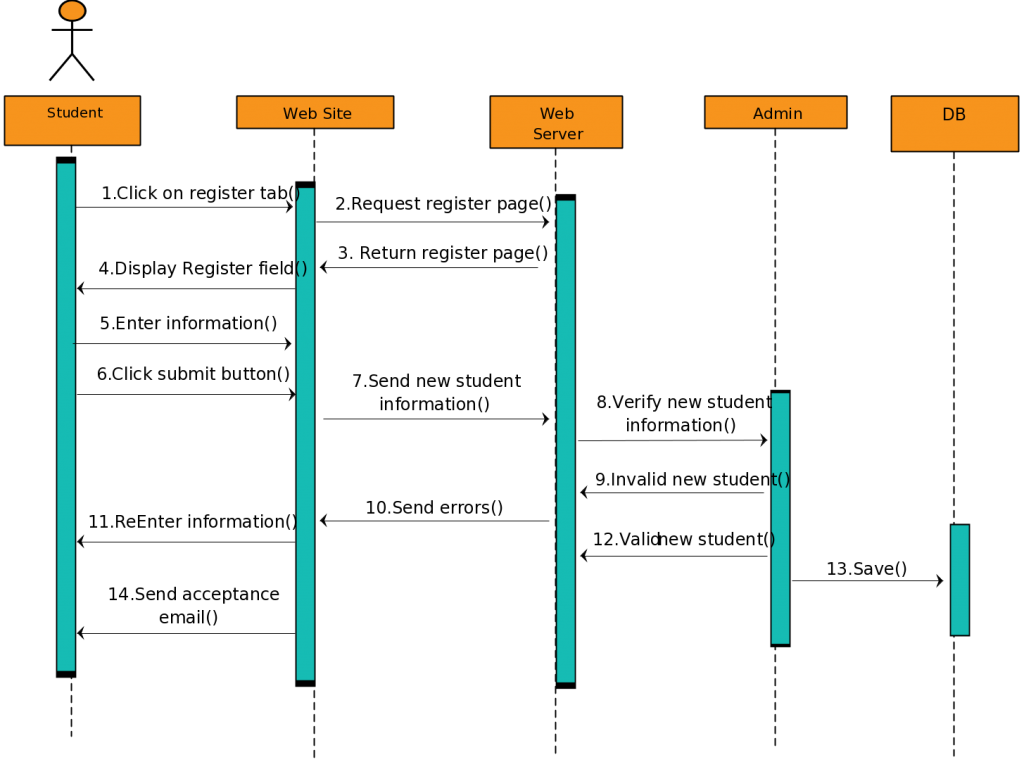 Student
Web Site
Web
Server
Admin
DB
1.Click on register tab()
2.Request register page()
3. Return register page()
4.Display Register field()
5.Enter information()
6.Click submit button()
7.Send new student
information()
8.Verify new student
information()
9.Invalid new student()
10.Send errors()
11.ReEnter information()
12.Validnew student()
13.Save()
14.Send acceptance
email()